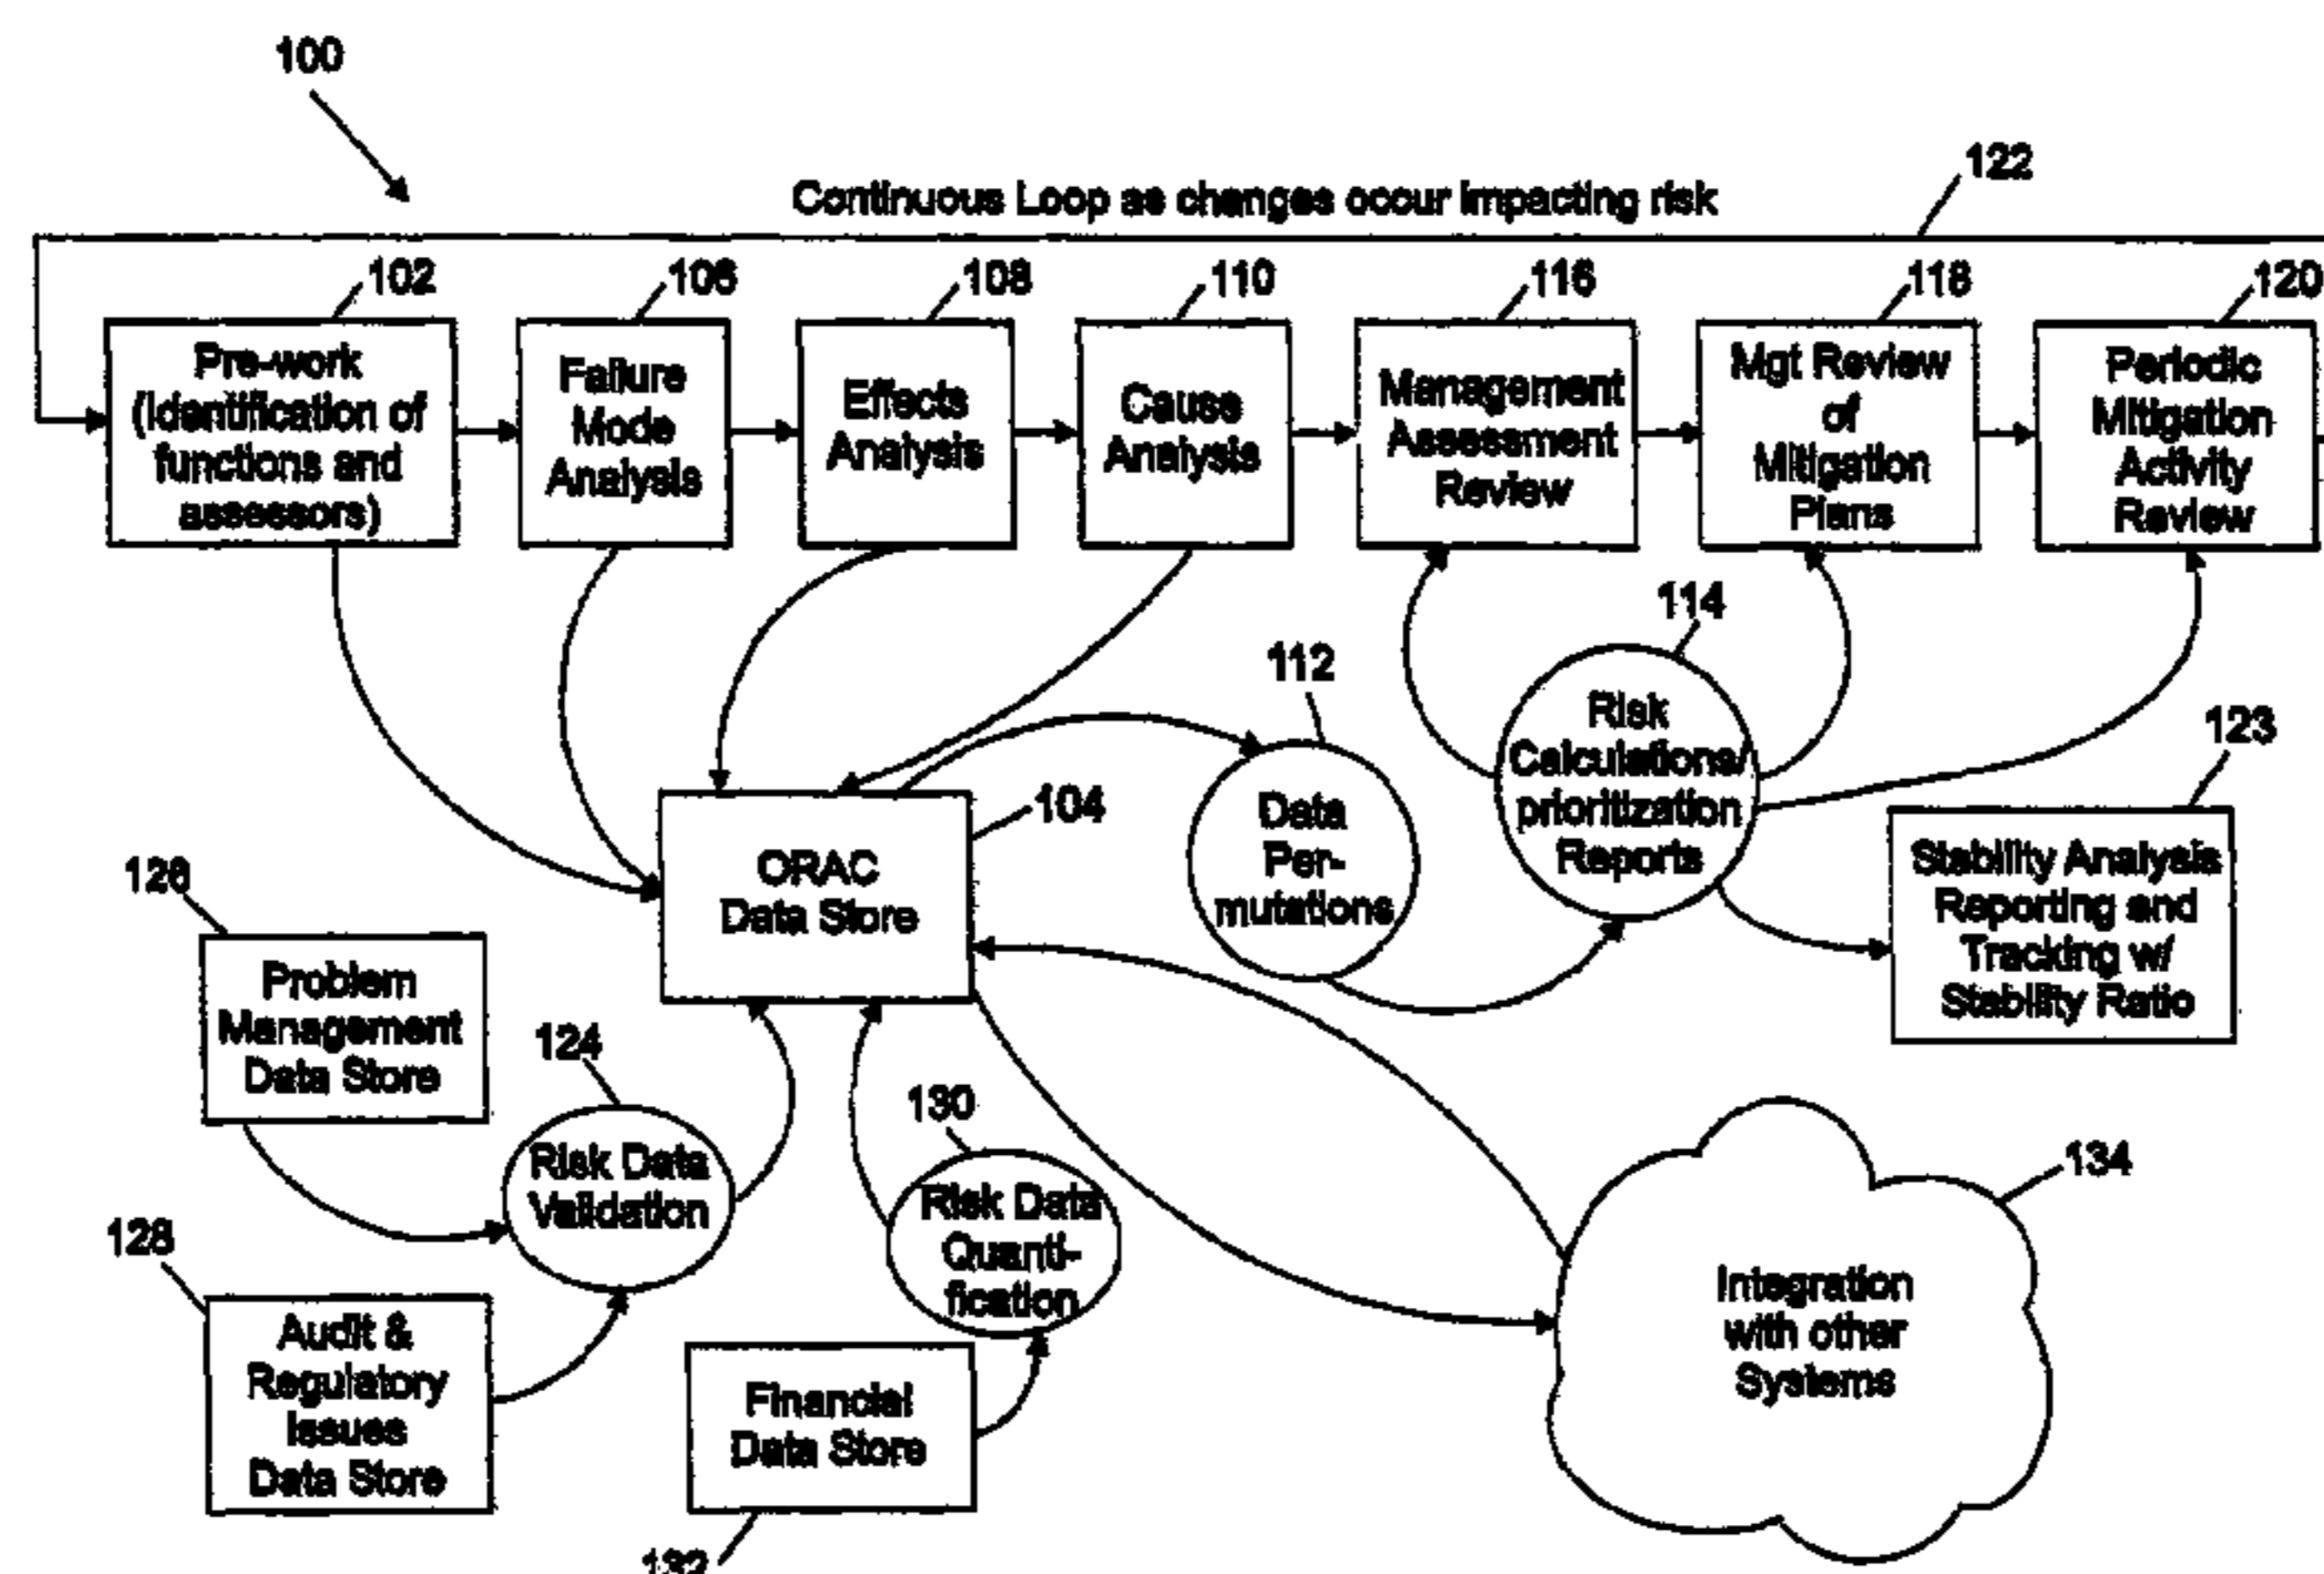 100
122
Continuous Loop as changes occur impacting risk
102
106
108
110
116
118
120
Pre-work
(Identification of
functions and
assessors)
Failure
Mode
Analysis
Effects
Analysis
Cause
Analysis
Management
Assessment
Review
Mgt Review
of
Mitigation
Plans
Periodic
Mitigation
Activity
Review
114
112
123
Risk
Calculations/
prioritization
Reports
104
Data
Per-
mutations
ORAC
Data Store
Stability Analysis
Reporting and
Tracking w/
Stability Ratio
126
Problem
Management
Data Store
124
Risk Data
Validation
130
Risk Data
Quanti-
fication
134
Integration
with other
Systems
128
Audit &
Regulatory
Issues
Data Store
Financial
Data Store
132